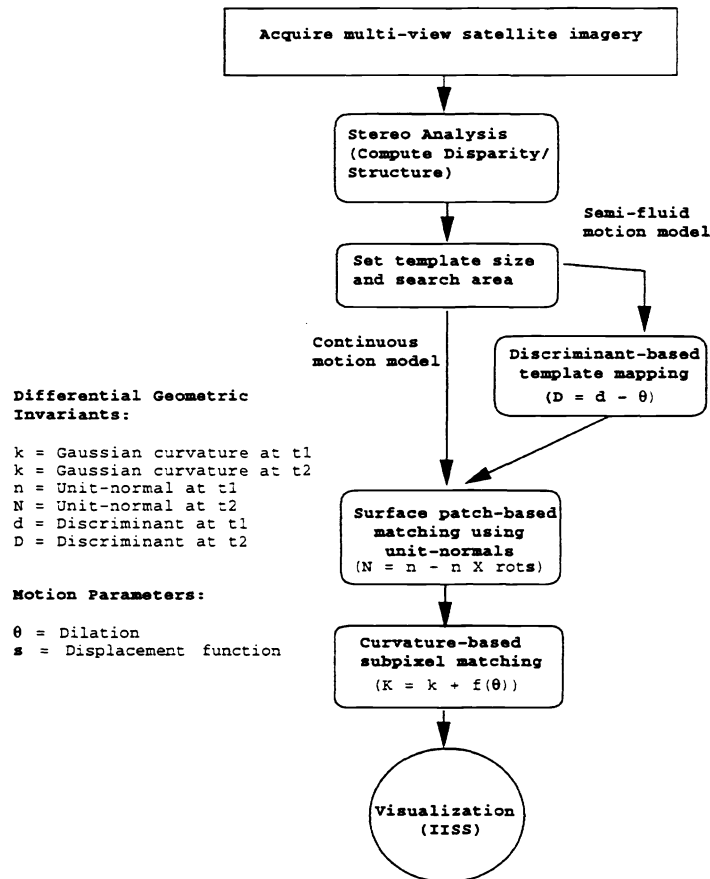 Acquire multi-view satellite imagery
Stereo Analysis
(Compute Disparity/
Structure)
Semi-fluid
motion model
Set template size
and search area
Continuous
motion model
Discriminant-based
template mapping
(D = d - θ)
Differential Geometric
Invariants:
k = Gaussian curvature at t1
k = Gaussian curvature at t2
n = Unit-normal at t1
N = Unit-normal at t2
d = Discriminant at t1
D = Discriminant at t2
Surface patch-based
matching using
unit-normals
(N = n - n X rots)
Motion Parameters:
θ = Dilation
s = Displacement function
Curvature-based
subpixel matching
(K = k + f(θ))
Visualization
(IISS)